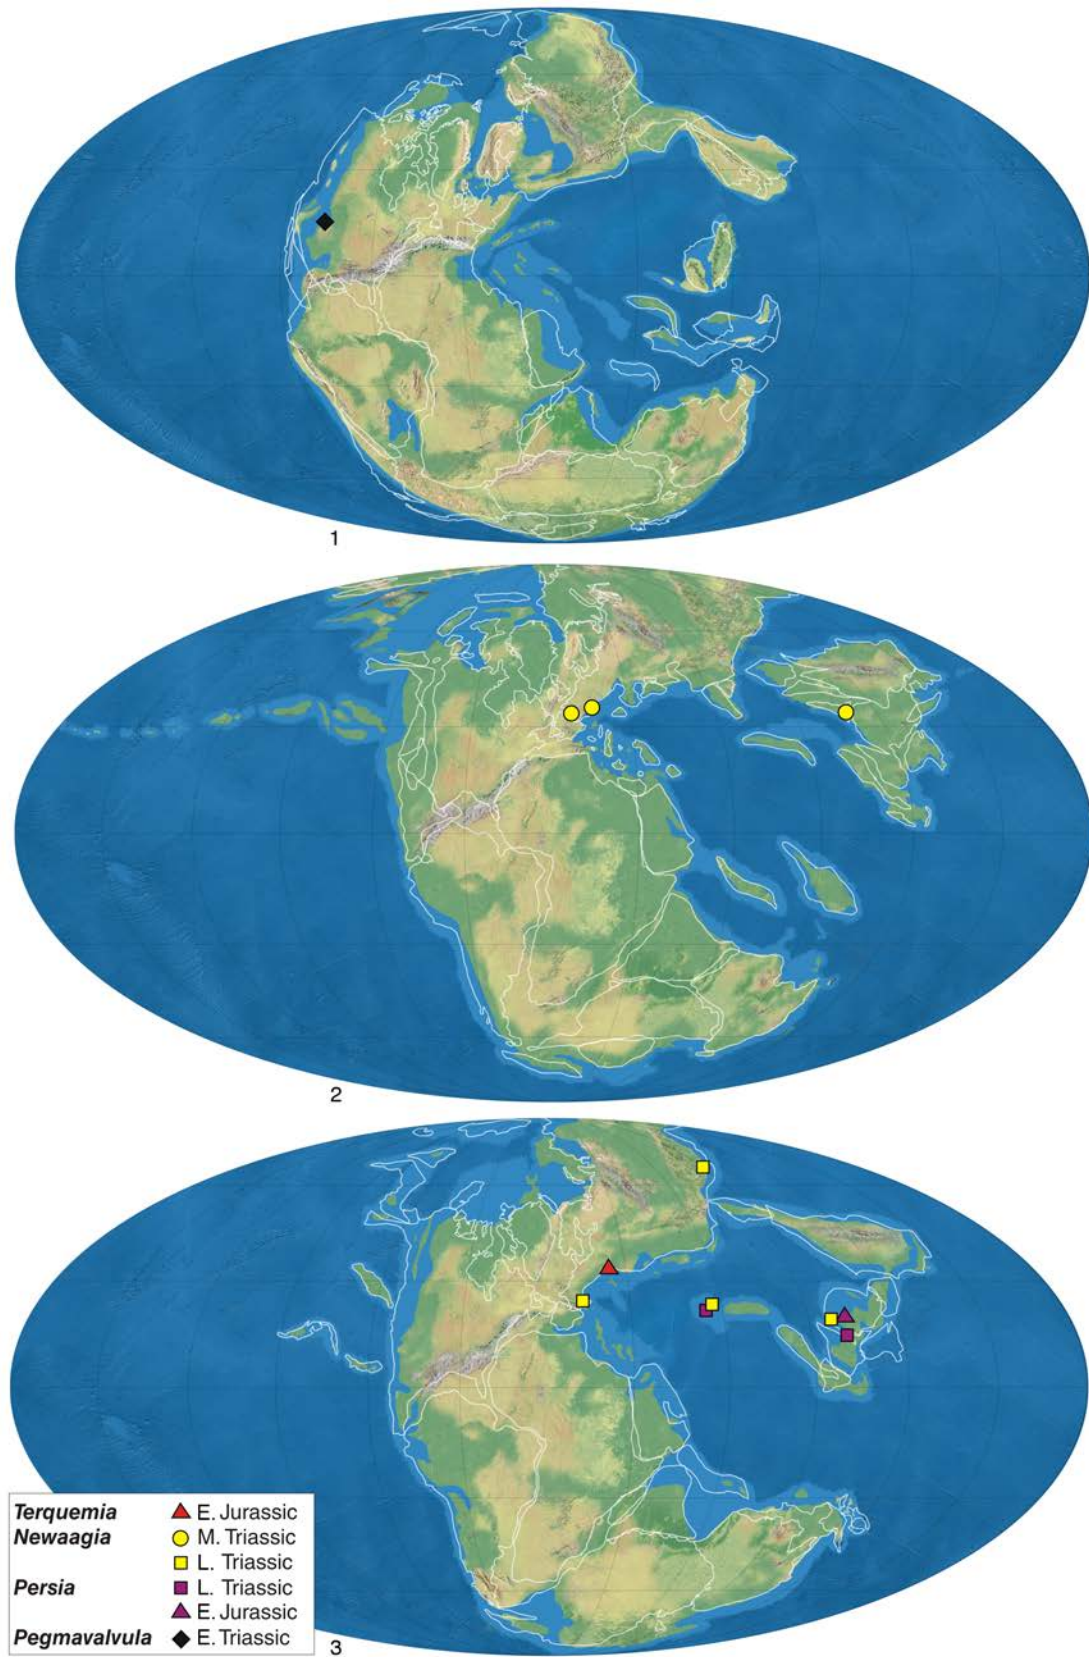 1
2
Terquemia E. Jurassic
Newaagia M. Triassic
L. Triassic
Persia L. Triassic
E. Jurassic
Pegmavalvula E. Triassic
3